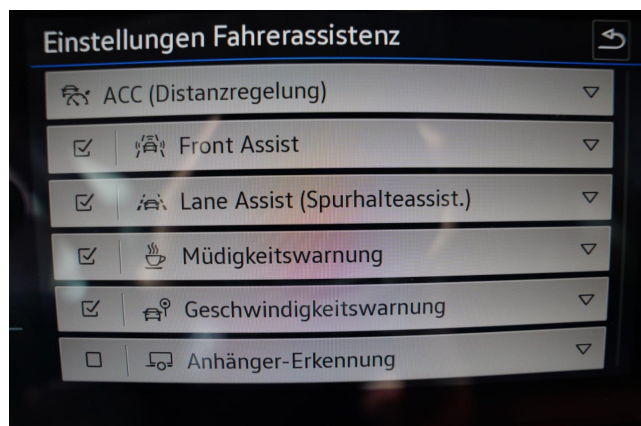 Einstellungen Fahrerassistenz
ACC (Distanzregelung)
Front Assist
Lane Assist (Spurhalteassist.)
Müdigkeitswarnung
Geschwindigkeitswarnung
Anhänger-Erkennung